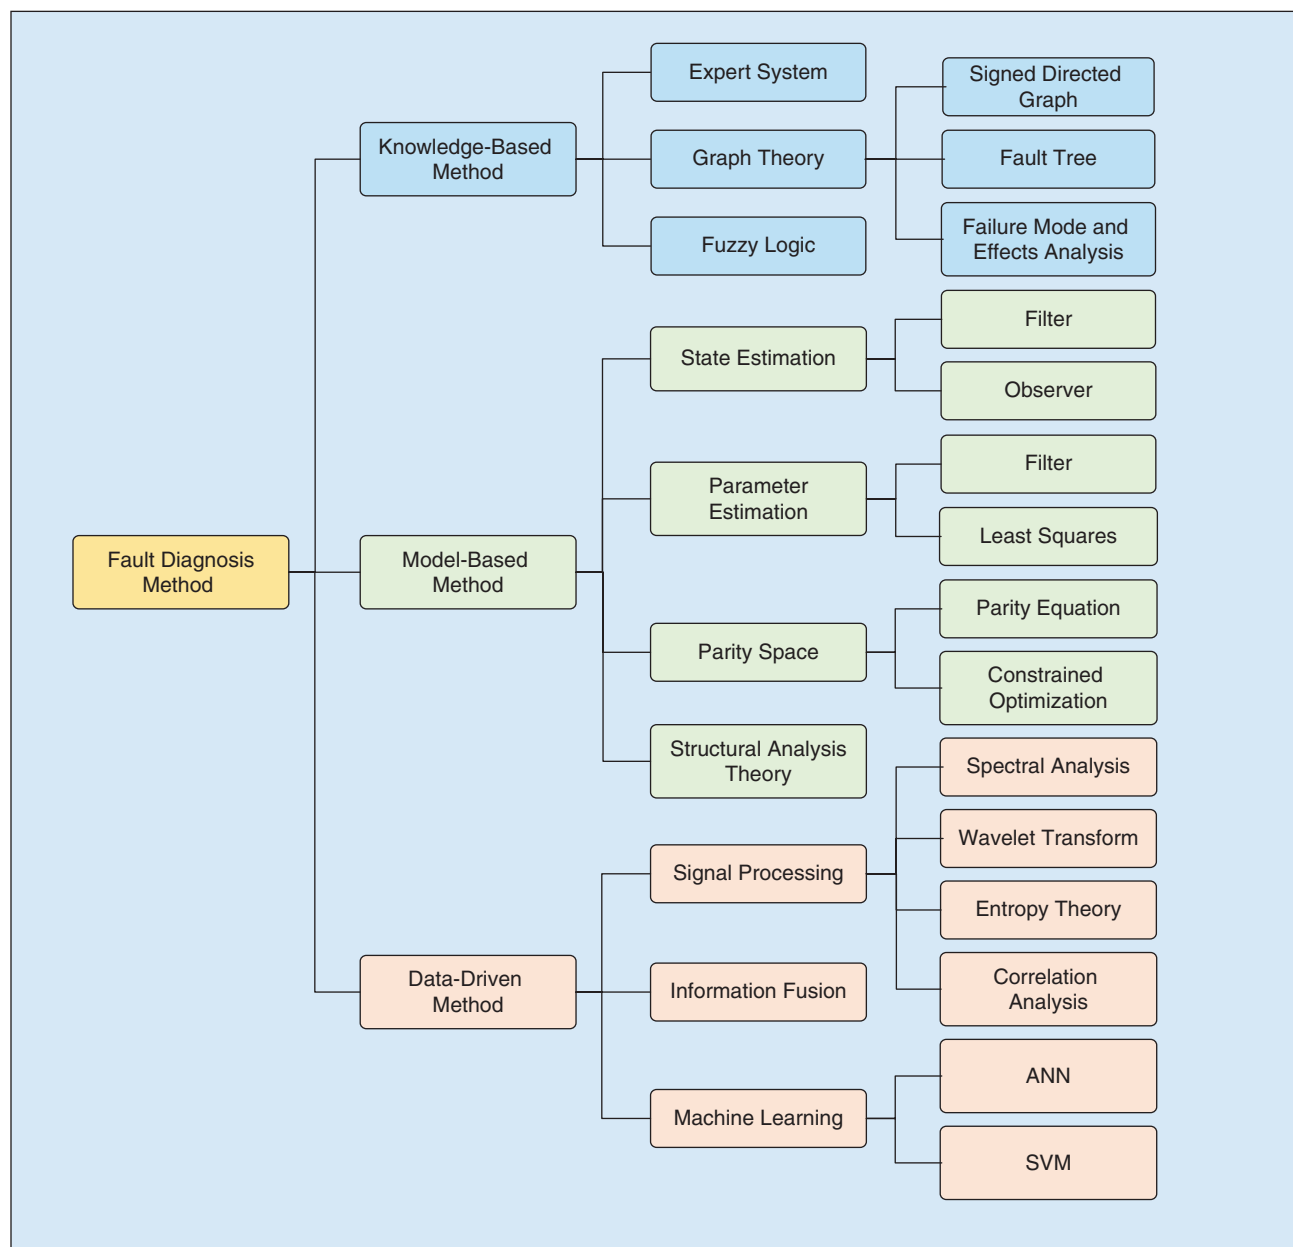 Expert System
Signed Directed
Graph
Knowledge-Based
Method
Graph Theory
Fault Tree
Fuzzy Logic
Failure Mode and
Effects Analysis
State Estimation
Filter
Observer
Parameter
Estimation
Filter
Least Squares
Fault Diagnosis
Method
Model-Based
Method
Parity Space
Parity Equation
Constrained
Optimization
Structural Analysis
Theory
Spectral Analysis
Wavelet Transform
Signal Processing
Entropy Theory
Data-Driven
Method
Information Fusion
Correlation
Analysis
Machine Learning
ANN
SVM